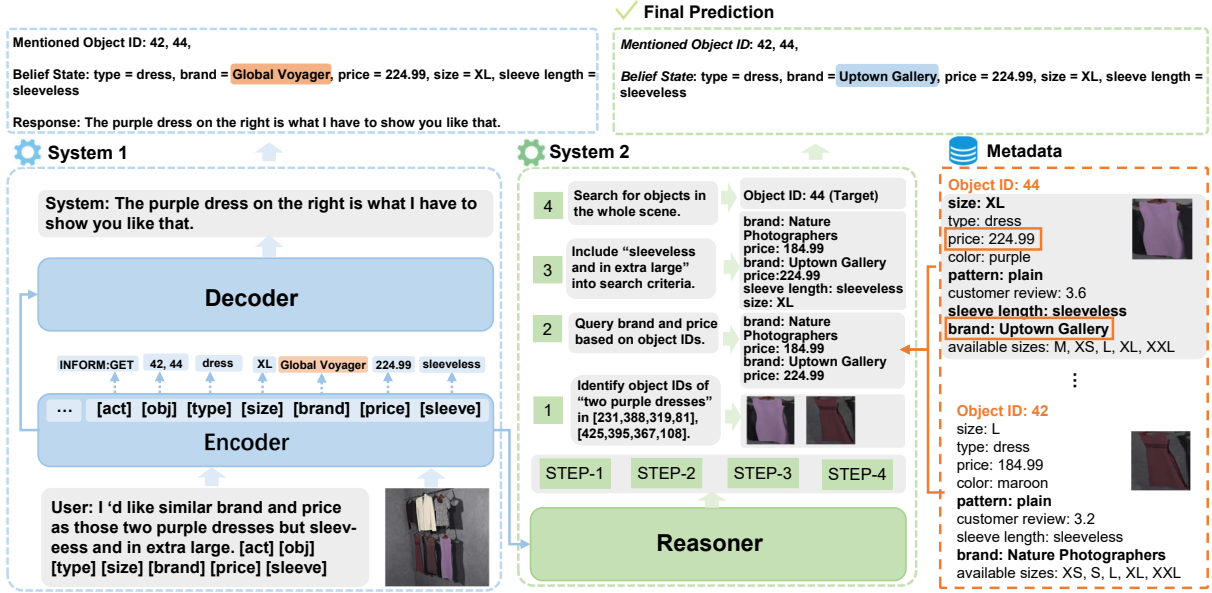 Mentioned Object ID: 42, 44,
Belief State: type = dress, brand = Global Voyager, price = 224.99, size = XL, sleeve length =
sleeveless
Response: The purple dress on the right is what I have to show you like that.
Final Prediction
Mentioned Object ID: 42, 44,
Belief State: type = dress, brand = Uptown Gallery, price = 224.99, size = XL, sleeve length =
sleeveless
System 1
System: The purple dress on the right is what I have to
show you like that.
Decoder
INFORM:GET 42, 44 dress XL Global Voyager 224.99 sleeveless
... [act] [obj] [type] [size] [brand] [price] [sleeve]
Encoder
User: I 'd like similar brand and price
as those two purple dresses but sleev-
eess and in extra large. [act] [obj]
[type] [size] [brand] [price] [sleeve]
System 2
4
Search for objects in
the whole scene.
Object ID: 44 (Target)
3
Include “sleeveless
and in extra large”
into search criteria.
brand: Nature
Photographers
price: 184.99
brand: Uptown Gallery
price:224.99
sleeve length: sleeveless
size: XL
2
Query brand and price
based on object IDs.
brand: Nature
Photographers
price: 184.99
brand: Uptown Gallery
price: 224.99
1
Identify object IDs of
“two purple dresses”
in [231,388,319,81],
[425,395,367,108].
STEP-1 STEP-2 STEP-3 STEP-4
Reasoner
Metadata
Object ID: 44
size: XL
type: dress
price: 224.99
color: purple
pattern: plain
customer review: 3.6
sleeve length: sleeveless
brand: Uptown Gallery
available sizes: M, XS, L, XL, XXL
⋮
Object ID: 42
size: L
type: dress
price: 184.99
color: maroon
pattern: plain
customer review: 3.2
sleeve length: sleeveless
brand: Nature Photographers
available sizes: XS, S, L, XL, XXL